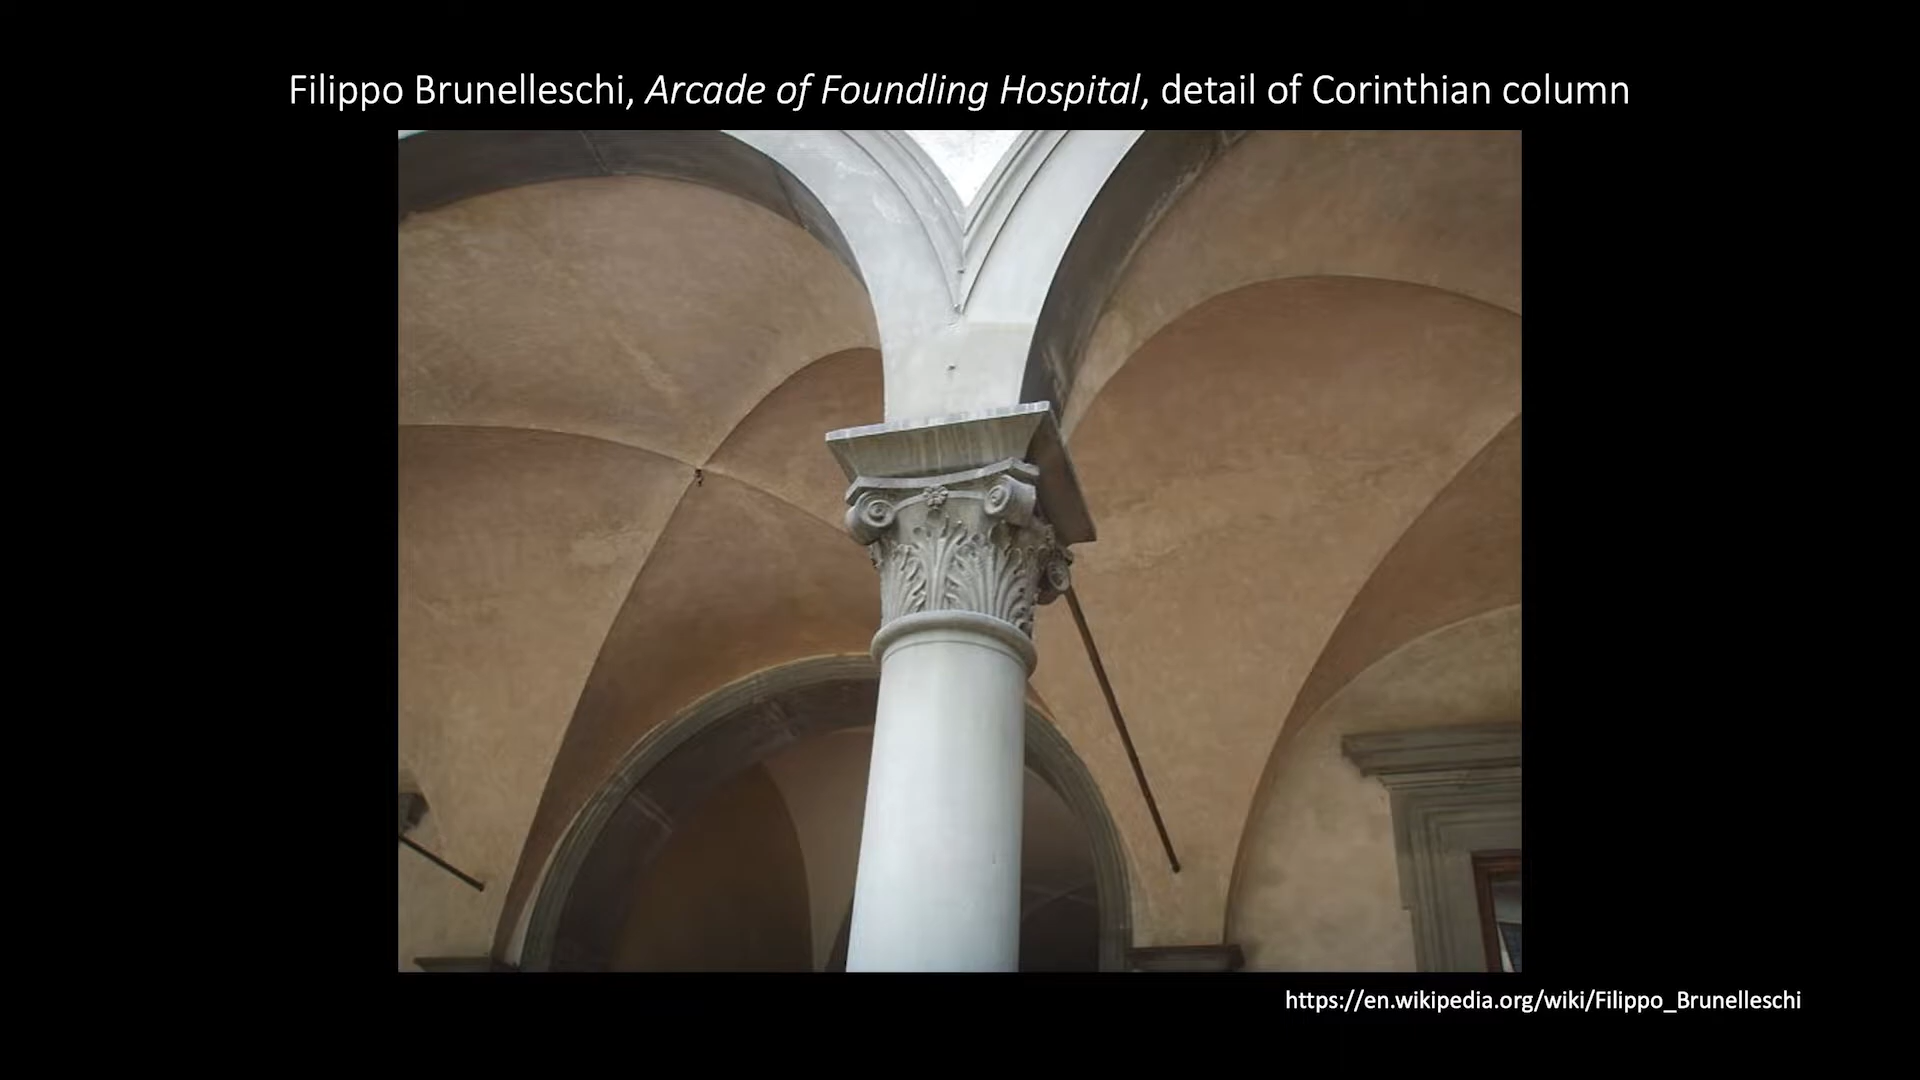 Filippo Brunelleschi, Arcade of Foundling Hospital, detail of Corinthian column
https://en.wikipedia.org/wiki/Filippo_Brunelleschi